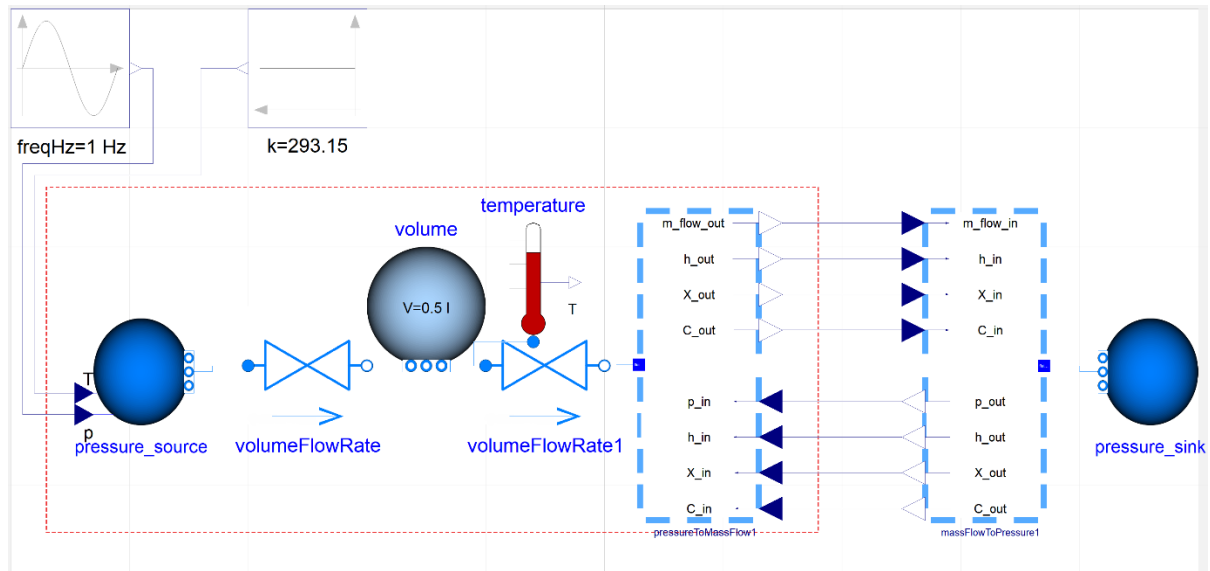 freqHz=1 Hz
k=293.15
temperature
volume
V=0.5 l
T
T
p
pressure_source
volumeFlowRate
volumeFlowRate1
m_flow_out
h_out
X_out
C_out
p_in
h_in
X_in
C_in
pressureToMassFlow1
m_flow_in
h_in
X_in
C_in
p_out
h_out
X_out
C_out
massFlowToPressure1
pressure_sink